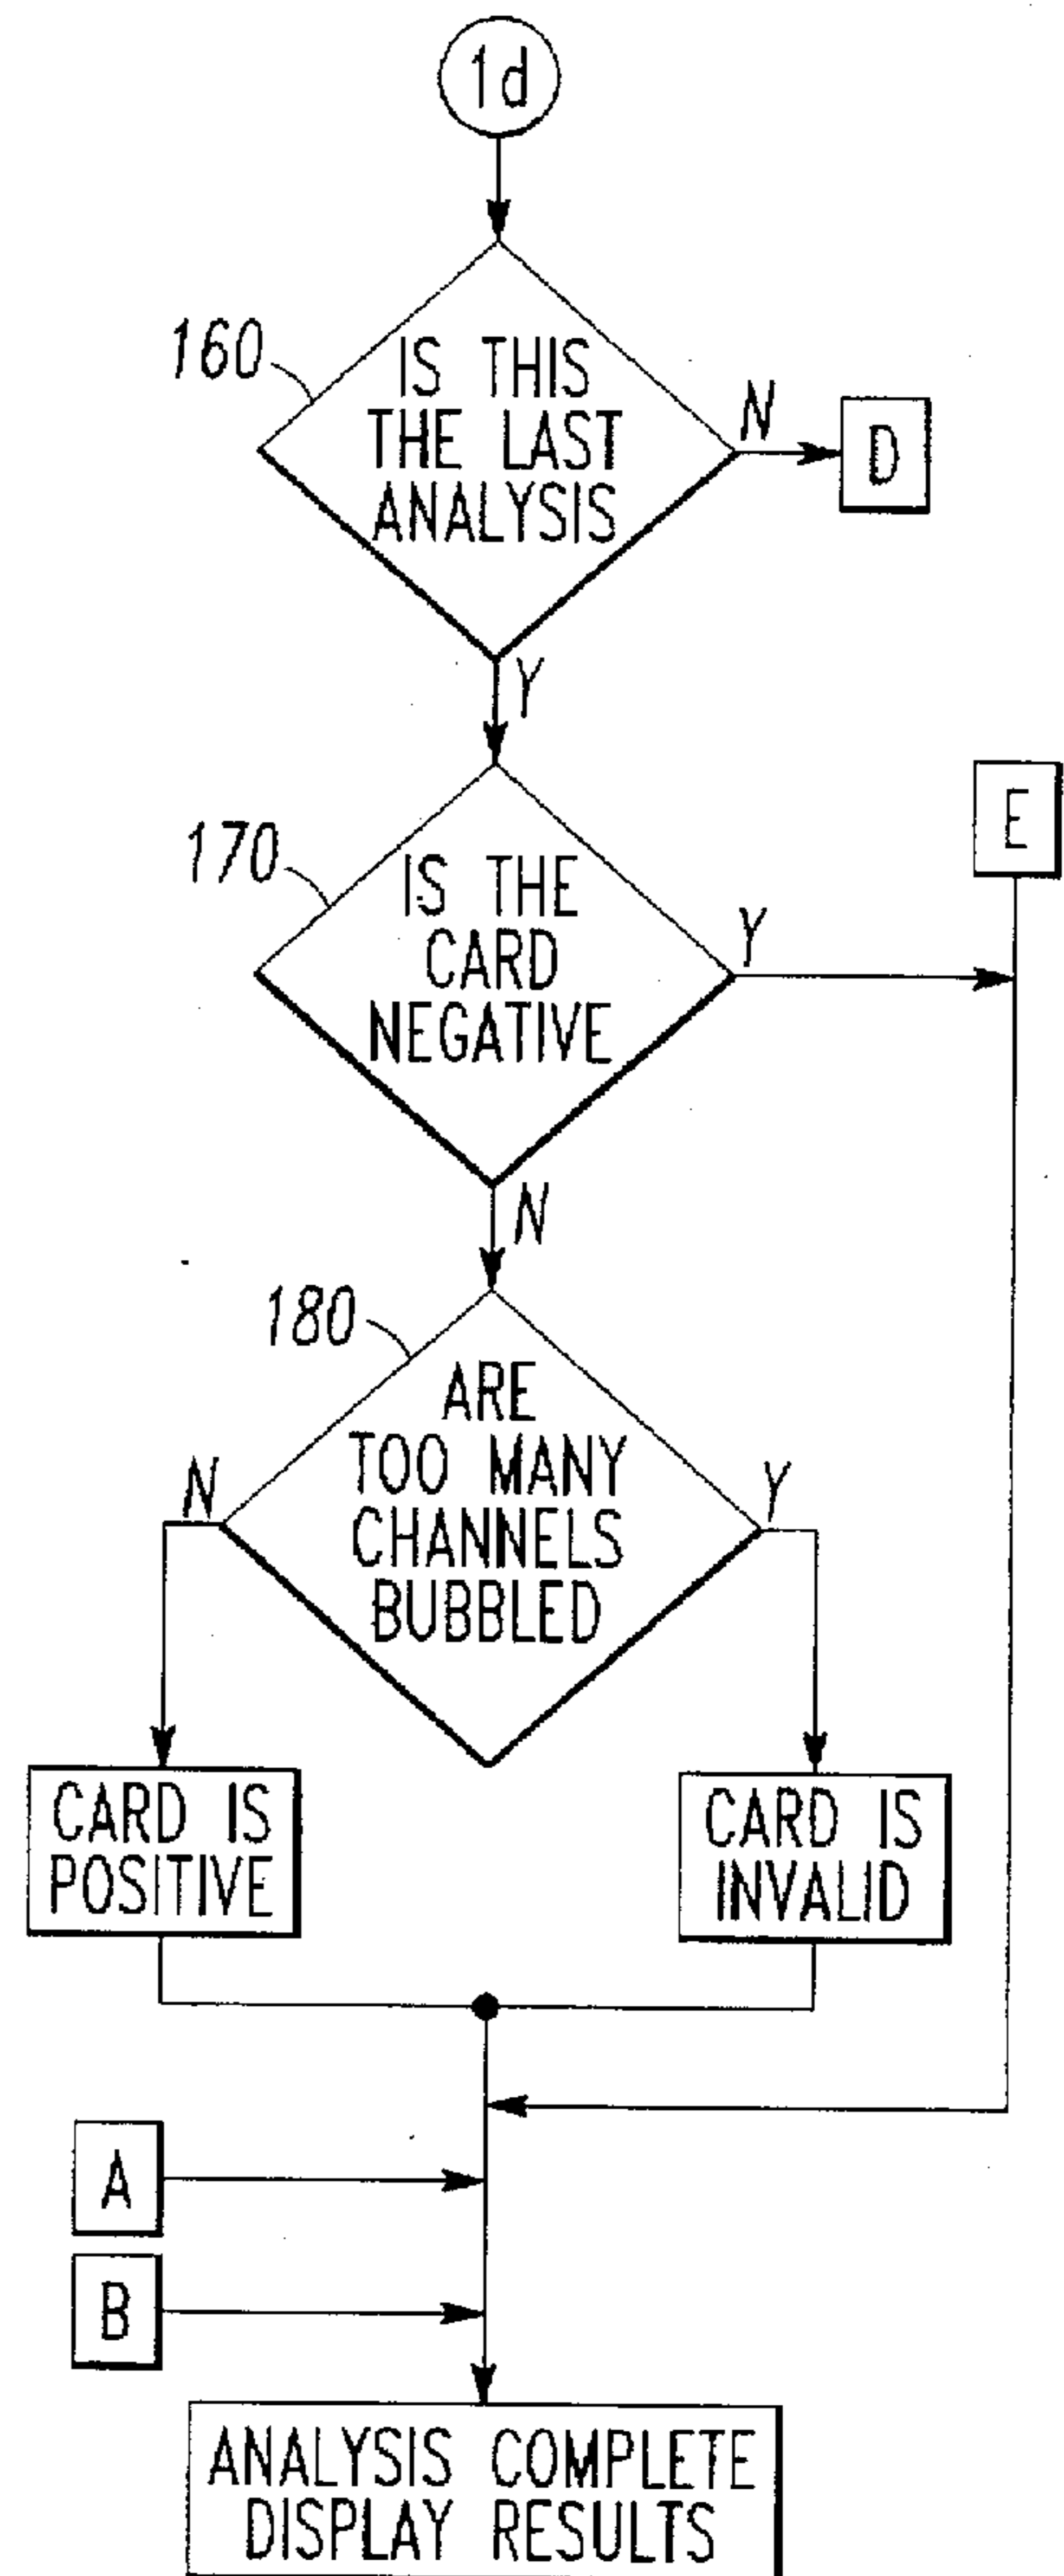 1d
160
IS THIS
THE LAST
ANALYSIS
N
D
Y
E
170
IS THE
CARD
NEGATIVE
Y
N
180
ARE
TOO MANY
CHANNELS
BUBBLED
N
Y
CARD IS
POSITIVE
CARD IS
INVALID
A
B
ANALYSIS COMPLETE
DISPLAY RESULTS